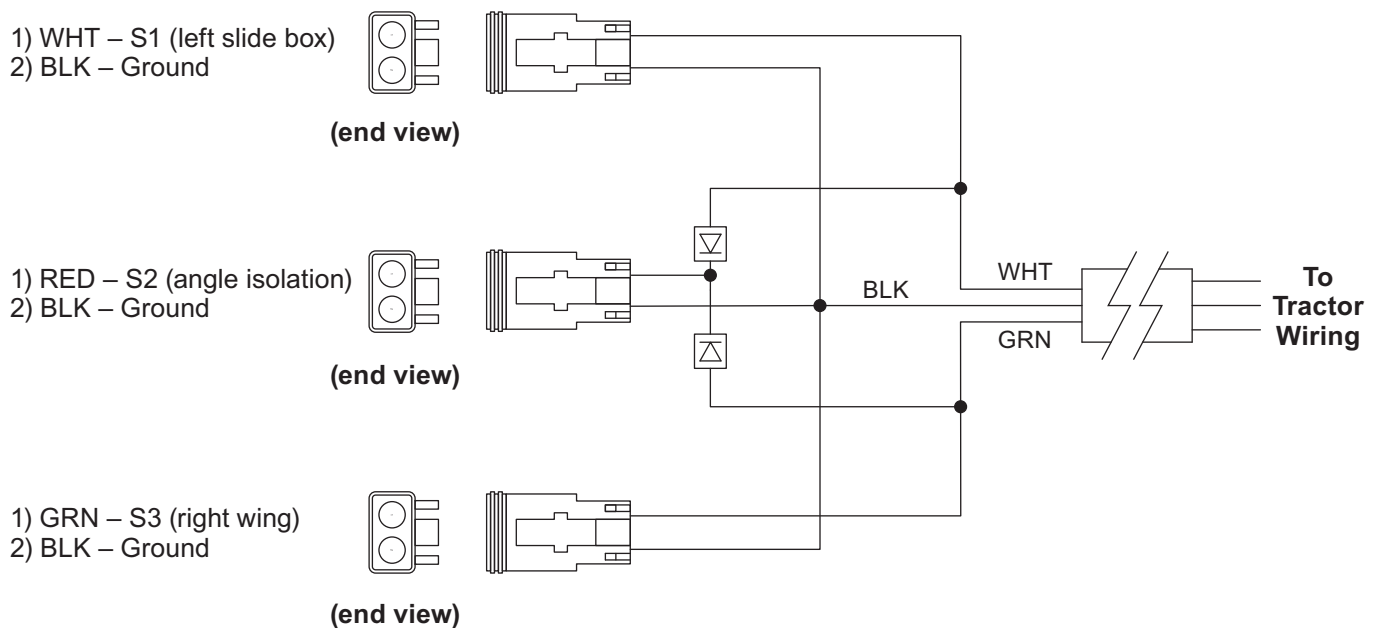 1) WHT – S1 (left slide box)
2) BLK – Ground
(end view)
1) RED – S2 (angle isolation)
2) BLK – Ground
(end view)
BLK
WHT
GRN
To
Tractor
Wiring
1) GRN – S3 (right wing)
2) BLK – Ground
(end view)